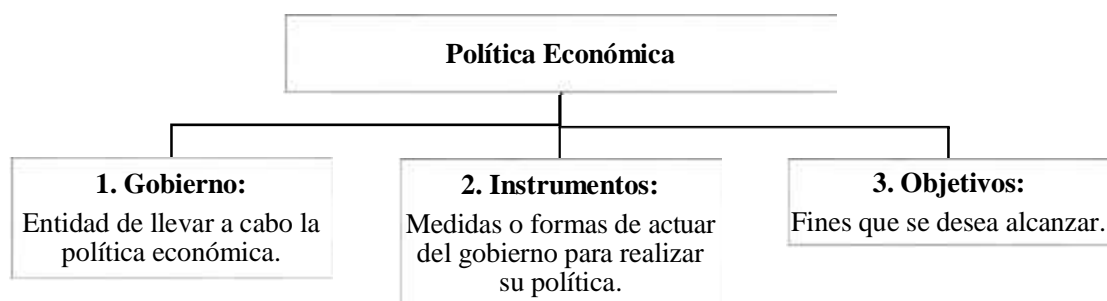 Política Económica
1. Gobierno:
Entidad de llevar a cabo la
política económica.
2. Instrumentos:
Medidas o formas de actuar
del gobierno para realizar
su política.
3. Objetivos:
Fines que se desea alcanzar.